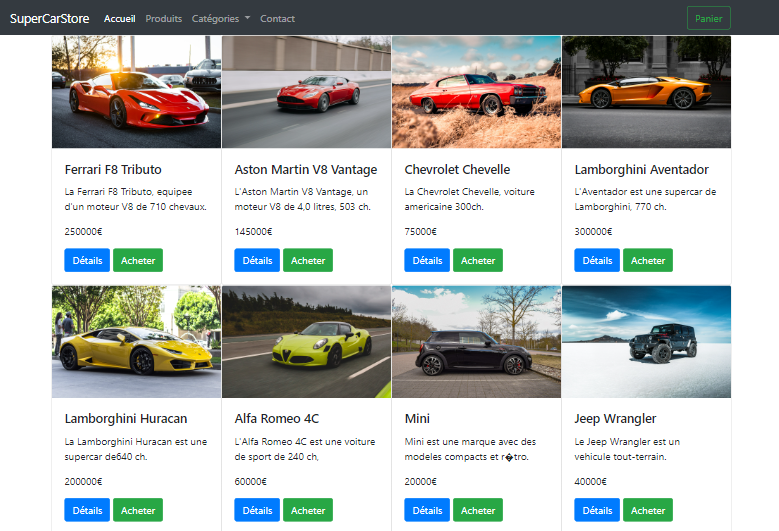 SuperCarStore Accueil Produits Catégories Contact Panier
Ferrari F8 Tributo
La Ferrari F8 Tributo, equipee
d'un moteur V8 de 710 chevaux.
250000€
Détails Acheter
Aston Martin V8 Vantage
L'Aston Martin V8 Vantage, un
moteur V8 de 4,0 litres, 503 ch.
145000€
Détails Acheter
Chevrolet Chevelle
La Chevrolet Chevelle, voiture
americaine 300ch.
75000€
Détails Acheter
Lamborghini Aventador
L'Aventador est une supercar de
Lamborghini, 770 ch.
300000€
Détails Acheter
Lamborghini Huracan
La Lamborghini Huracan est une
supercar de640 ch.
200000€
Détails Acheter
Alfa Romeo 4C
L'Alfa Romeo 4C est une voiture
de sport de 240 ch,
60000€
Détails Acheter
Mini
Mini est une marque avec des
modeles compacts et r�tro.
20000€
Détails Acheter
Jeep Wrangler
Le Jeep Wrangler est un
vehicule tout-terrain.
40000€
Détails Acheter